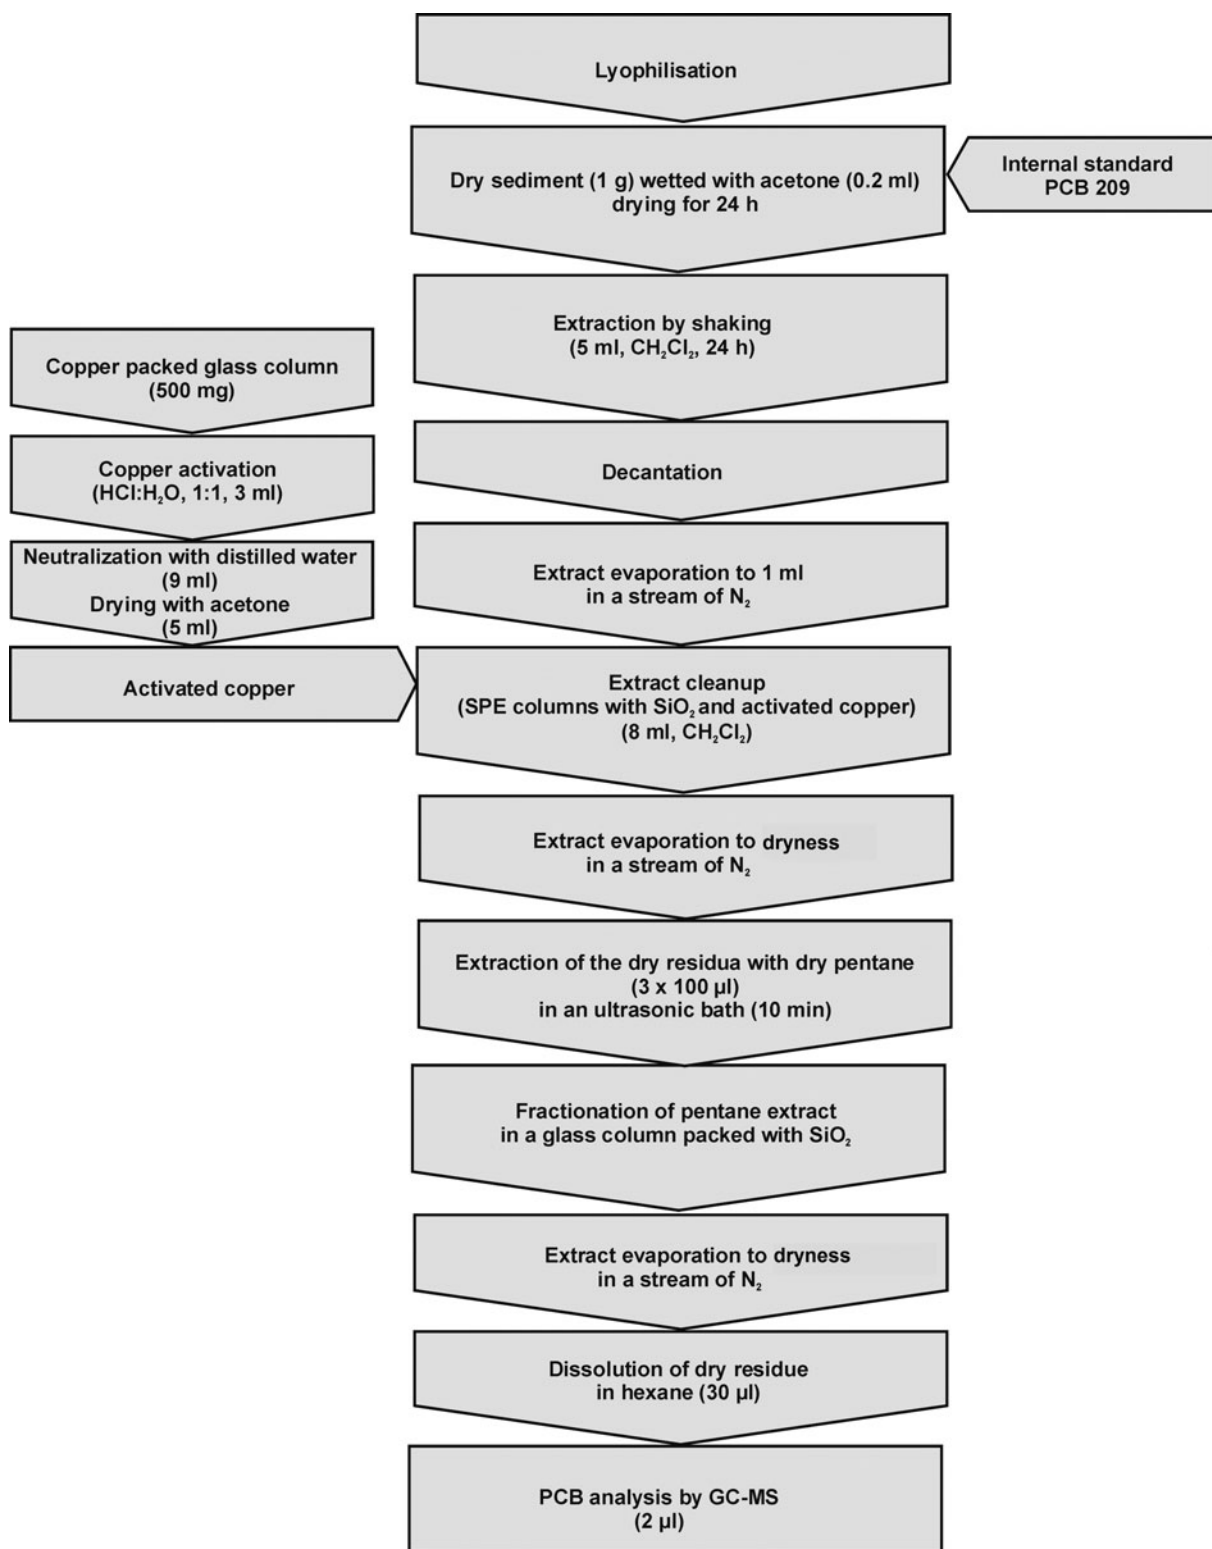 Lyophilisation
Dry sediment (1 g) wetted with acetone (0.2 ml)
drying for 24 h
Internal standard
PCB 209
Extraction by shaking
(5 ml, CH₂Cl₂, 24 h)
Copper packed glass column
(500 mg)
Copper activation
(HCl:H₂O, 1:1, 3 ml)
Decantation
Neutralization with distilled water
(9 ml)
Drying with acetone
(5 ml)
Extract evaporation to 1 ml
in a stream of N₂
Activated copper
Extract cleanup
(SPE columns with SiO₂ and activated copper)
(8 ml, CH₂Cl₂)
Extract evaporation to dryness
in a stream of N₂
Extraction of the dry residua with dry pentane
(3 x 100 µl)
in an ultrasonic bath (10 min)
Fractionation of pentane extract
in a glass column packed with SiO₂
Extract evaporation to dryness
in a stream of N₂
Dissolution of dry residue
in hexane (30 µl)
PCB analysis by GC-MS
(2 µl)